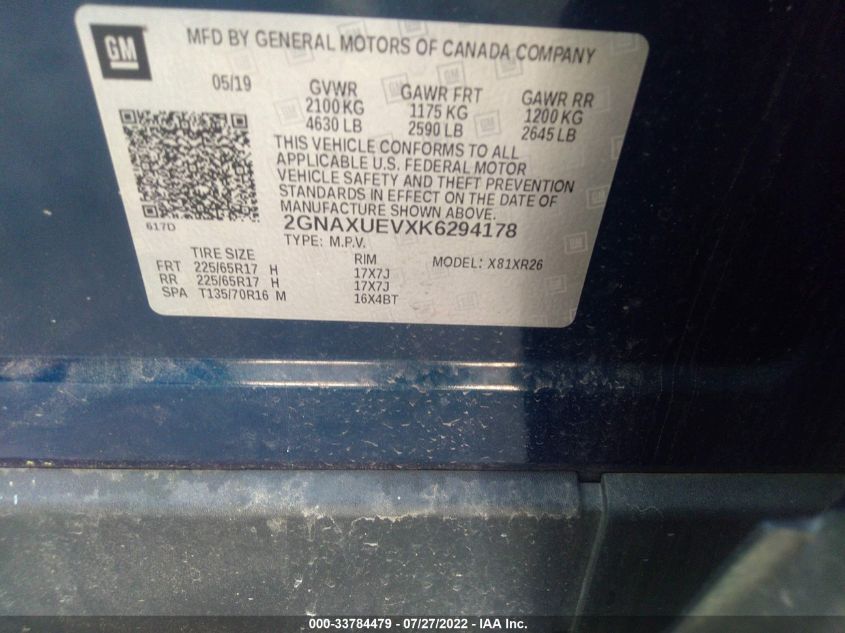 GM
MFD BY GENERAL MOTORS OF CANADA COMPANY
05/19
GVWR
2100 KG
4630 LB
GAWR FRT
1175 KG
2590 LB
GAWR RR
1200 KG
2645 LB
THIS VEHICLE CONFORMS TO ALL
APPLICABLE U.S. FEDERAL MOTOR
VEHICLE SAFETY AND THEFT PREVENTION
STANDARDS IN EFFECT ON THE DATE OF
MANUFACTURE SHOWN ABOVE.
2GNAXUEVXK6294178
TYPE: M.P.V.
617D
TIRE SIZE
RIM
MODEL: X81XR26
FRT 225/65R17 H 17X7J
RR 225/65R17 H 17X7J
SPA T135/70R16 M 16X4BT
000-33784479 - 07/27/2022 - IAA Inc.